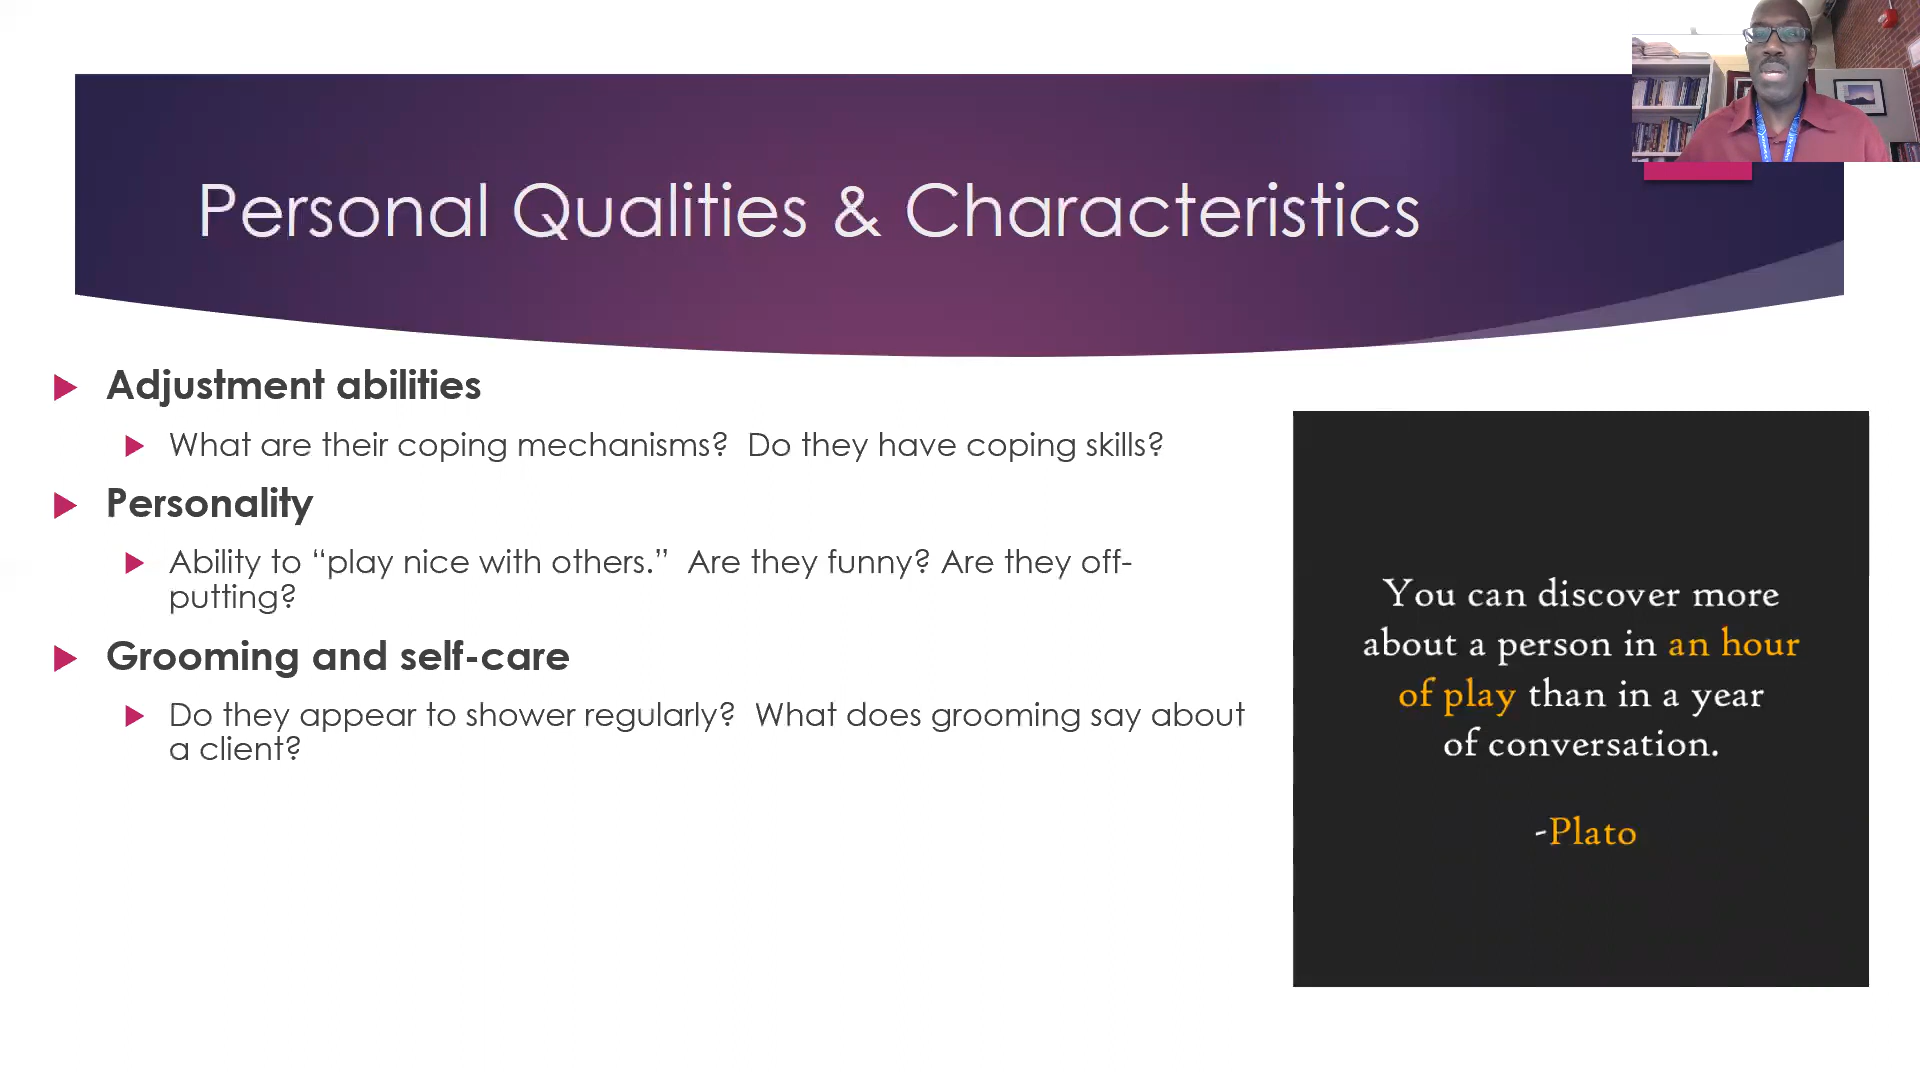 Personal Qualities & Characteristics
Adjustment abilities
What are their coping mechanisms?  Do they have coping skills?
Personality
Ability to “play nice with others.”  Are they funny? Are they off-
putting?
Grooming and self-care
Do they appear to shower regularly?  What does grooming say about
a client?
You can discover more
about a person in an hour
of play than in a year
of conversation.
-Plato